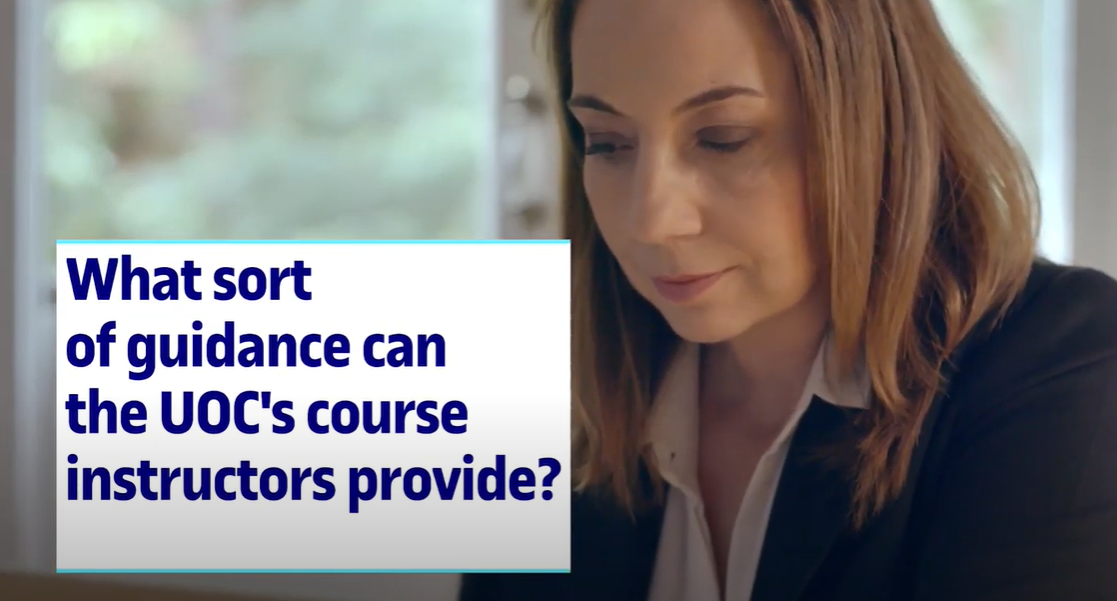 What sort
of guidance can
the UOC's course
instructors provide?